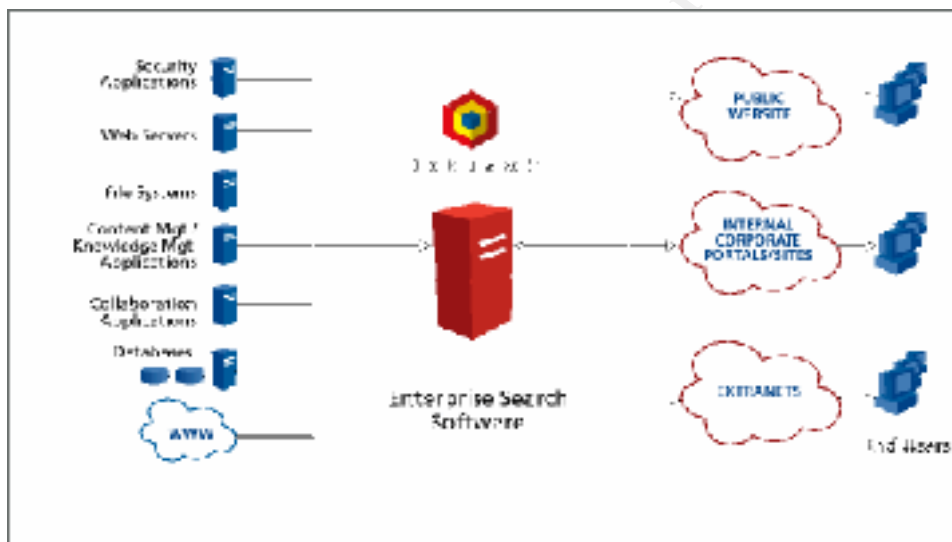 Security
Applications
Web Servers
File Systems
Content Mgt /
Knowledge Mgt
Applications
Collaboration
Applications
Databases
WWW
Enterprise Search
Software
PUBLIC
WEBSITE
INTERNAL
CORPORATE
PORTALS/SITES
EXTRANETS
End Users